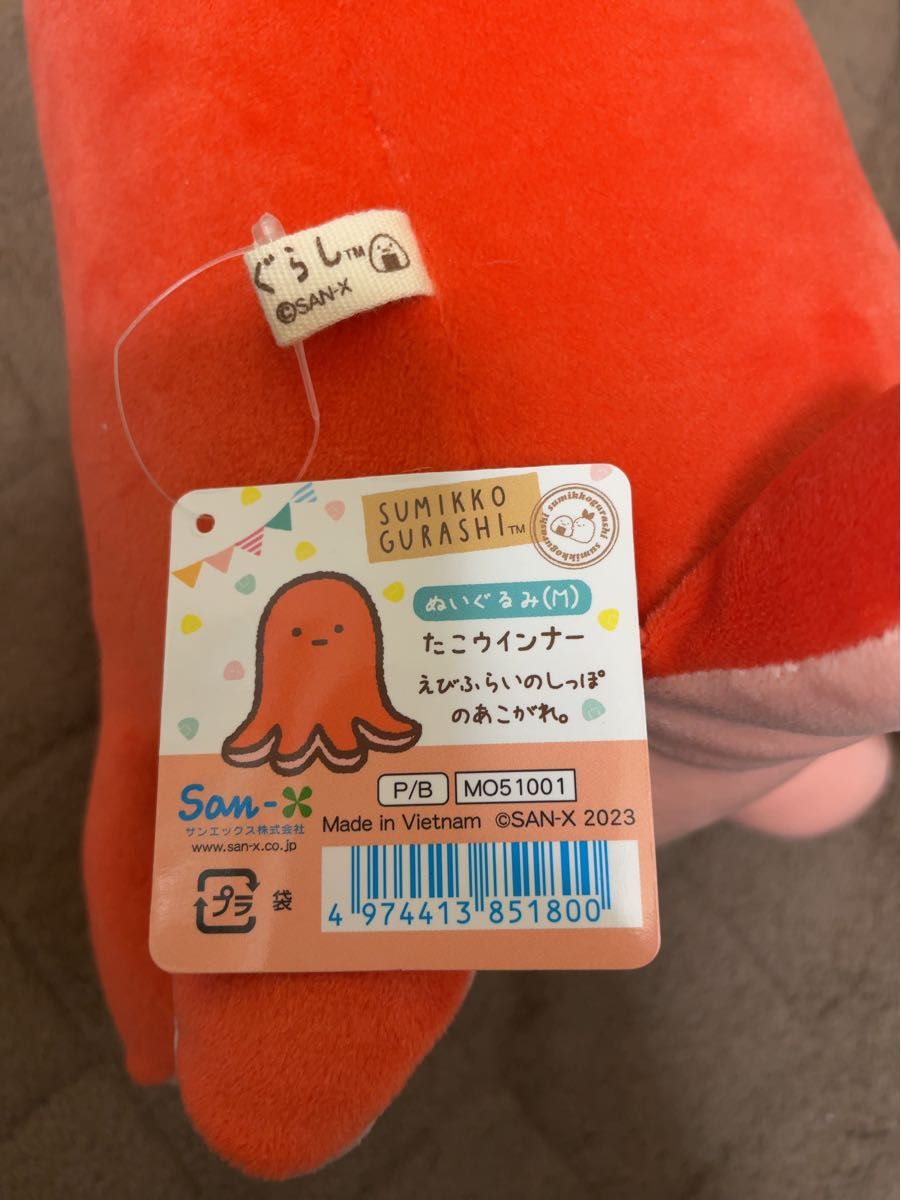 ぐらし™
©SAN-X
SUMIKKO
GURASHI™
sumikkogurashi sumikkogurashi
ぬいぐるみ(M)
たこウインナー
えびふらいのしっぽ
のあこがれ。
P/B MO51001
San-X
サンエックス株式会社
www.san-x.co.jp
Made in Vietnam ©SAN-X 2023
プラ 袋
4 974413 851800